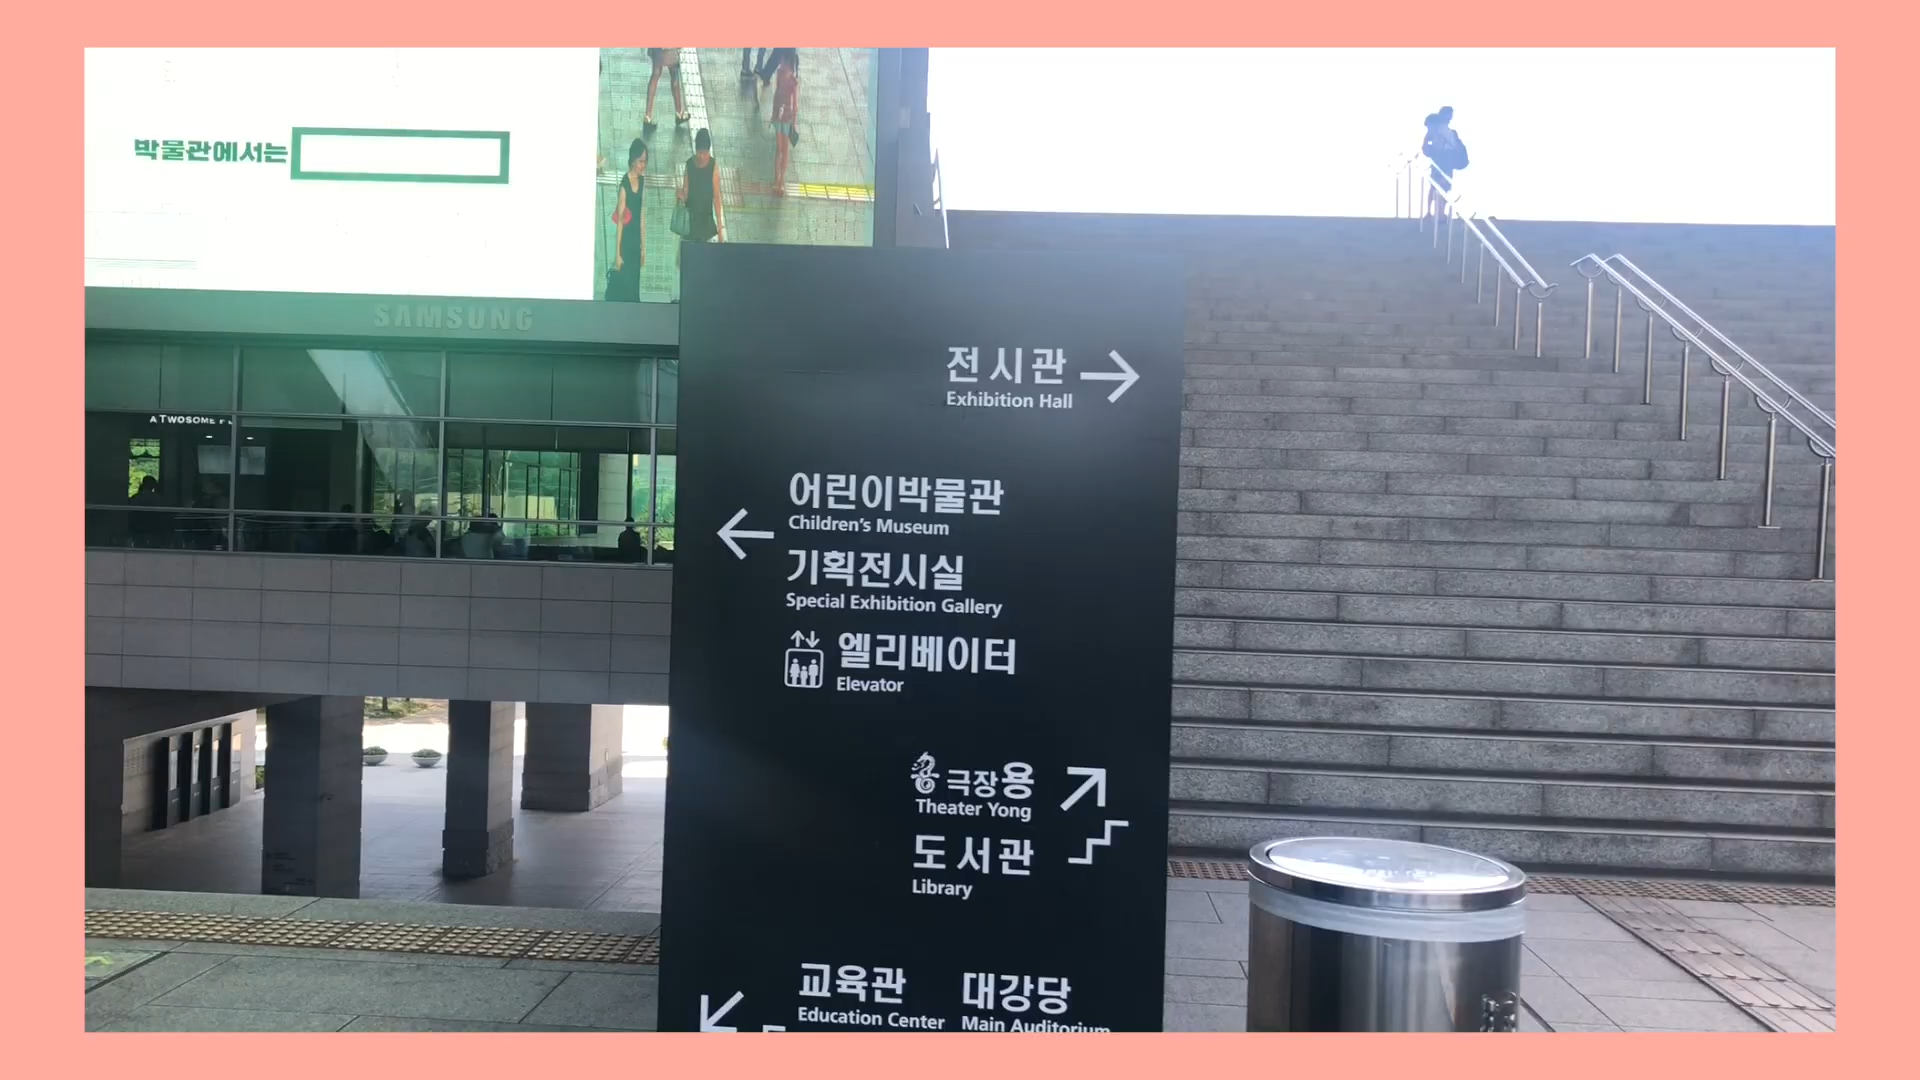 박물관에서는
SAMSUNG
A TWOSOME
전시관
Exhibition Hall
어린이박물관
Children's Museum
기획전시실
Special Exhibition Gallery
엘리베이터
Elevator
극장용
Theater Yong
도서관
Library
교육관 대강당
Education Center Main Auditorium